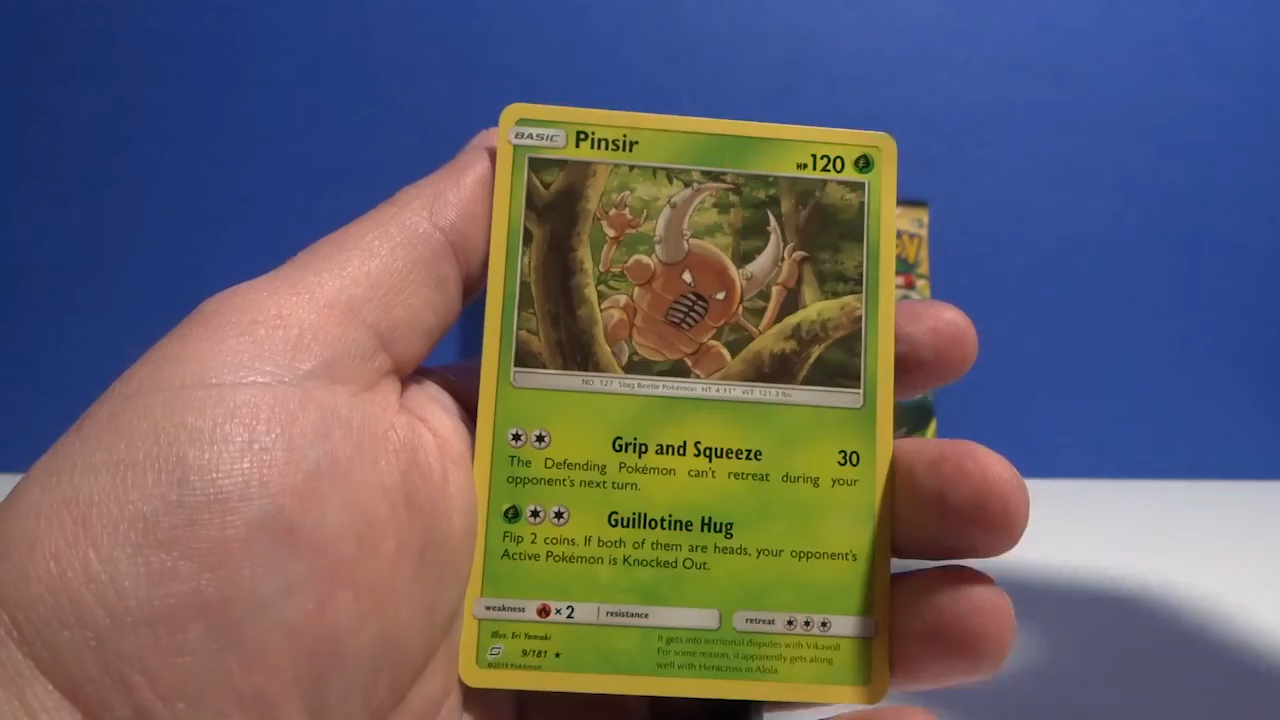 BASIC Pinsir HP 120
NO. 127 Stag Beetle Pokémon HT: 4'11" WT: 121.3 lbs
Grip and Squeeze 30
The Defending Pokémon can't retreat during your
opponent's next turn.
Guillotine Hug
Flip 2 coins. If both of them are heads, your opponent's
Active Pokémon is Knocked Out.
weakness ×2 resistance retreat
Illus. Eri Yamaki
9/181 ★
©2019 Pokémon
It gets into territorial disputes with Vikavolt.
For some reason, it apparently gets along
well with Heracross in Alola.